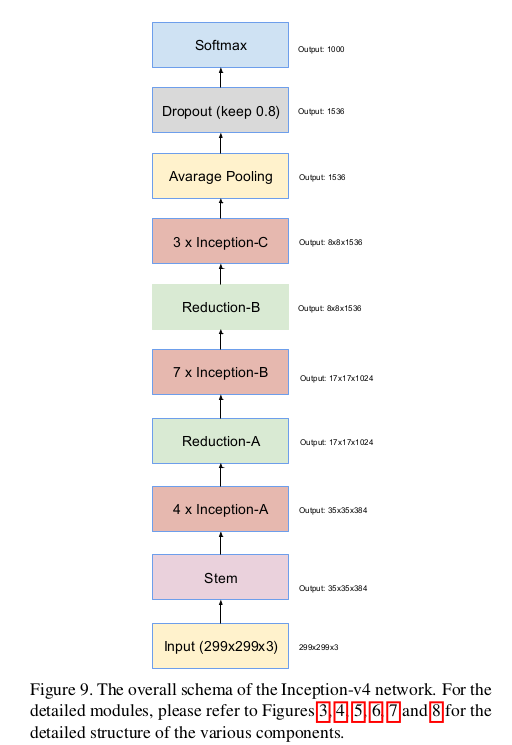 Softmax
Output: 1000
Dropout (keep 0.8)
Output: 1536
Avarage Pooling
Output: 1536
3 x Inception-C
Output: 8x8x1536
Reduction-B
Output: 8x8x1536
7 x Inception-B
Output: 17x17x1024
Reduction-A
Output: 17x17x1024
4 x Inception-A
Output: 35x35x384
Stem
Output: 35x35x384
Input (299x299x3)
299x299x3
Figure 9. The overall schema of the Inception-v4 network. For the
detailed modules, please refer to Figures 3, 4, 5, 6, 7 and 8 for the
detailed structure of the various components.